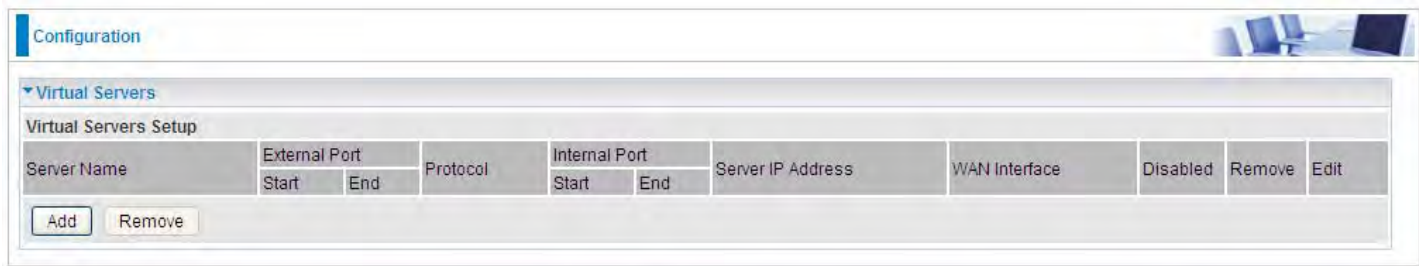 Configuration
Virtual Servers
Virtual Servers Setup
Server Name External Port Protocol Internal Port Server IP Address WAN Interface Disabled Remove Edit
Start End Start End
Add Remove